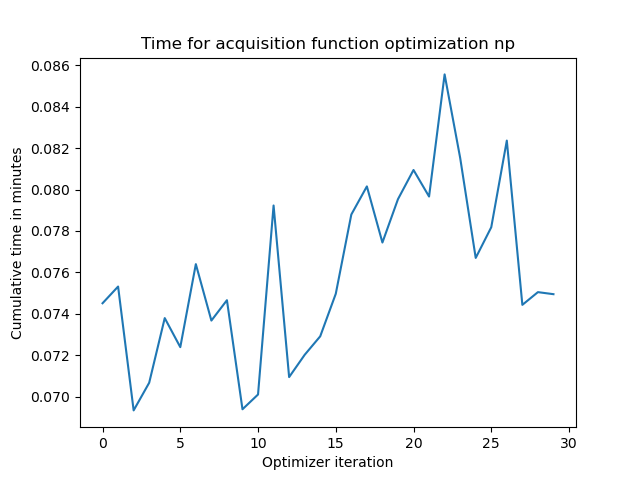 Time for acquisition function optimization np
0.086
0.084
0.082
0.080
0.078
0.076
0.074
0.072
0.070
Cumulative time in minutes
0 5 10 15 20 25 30
Optimizer iteration